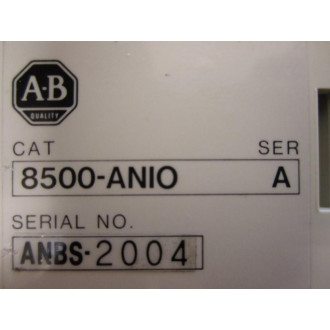 A-B
QUALITY
CAT SER
8500-ANIO A
SERIAL NO.
ANBS-2004